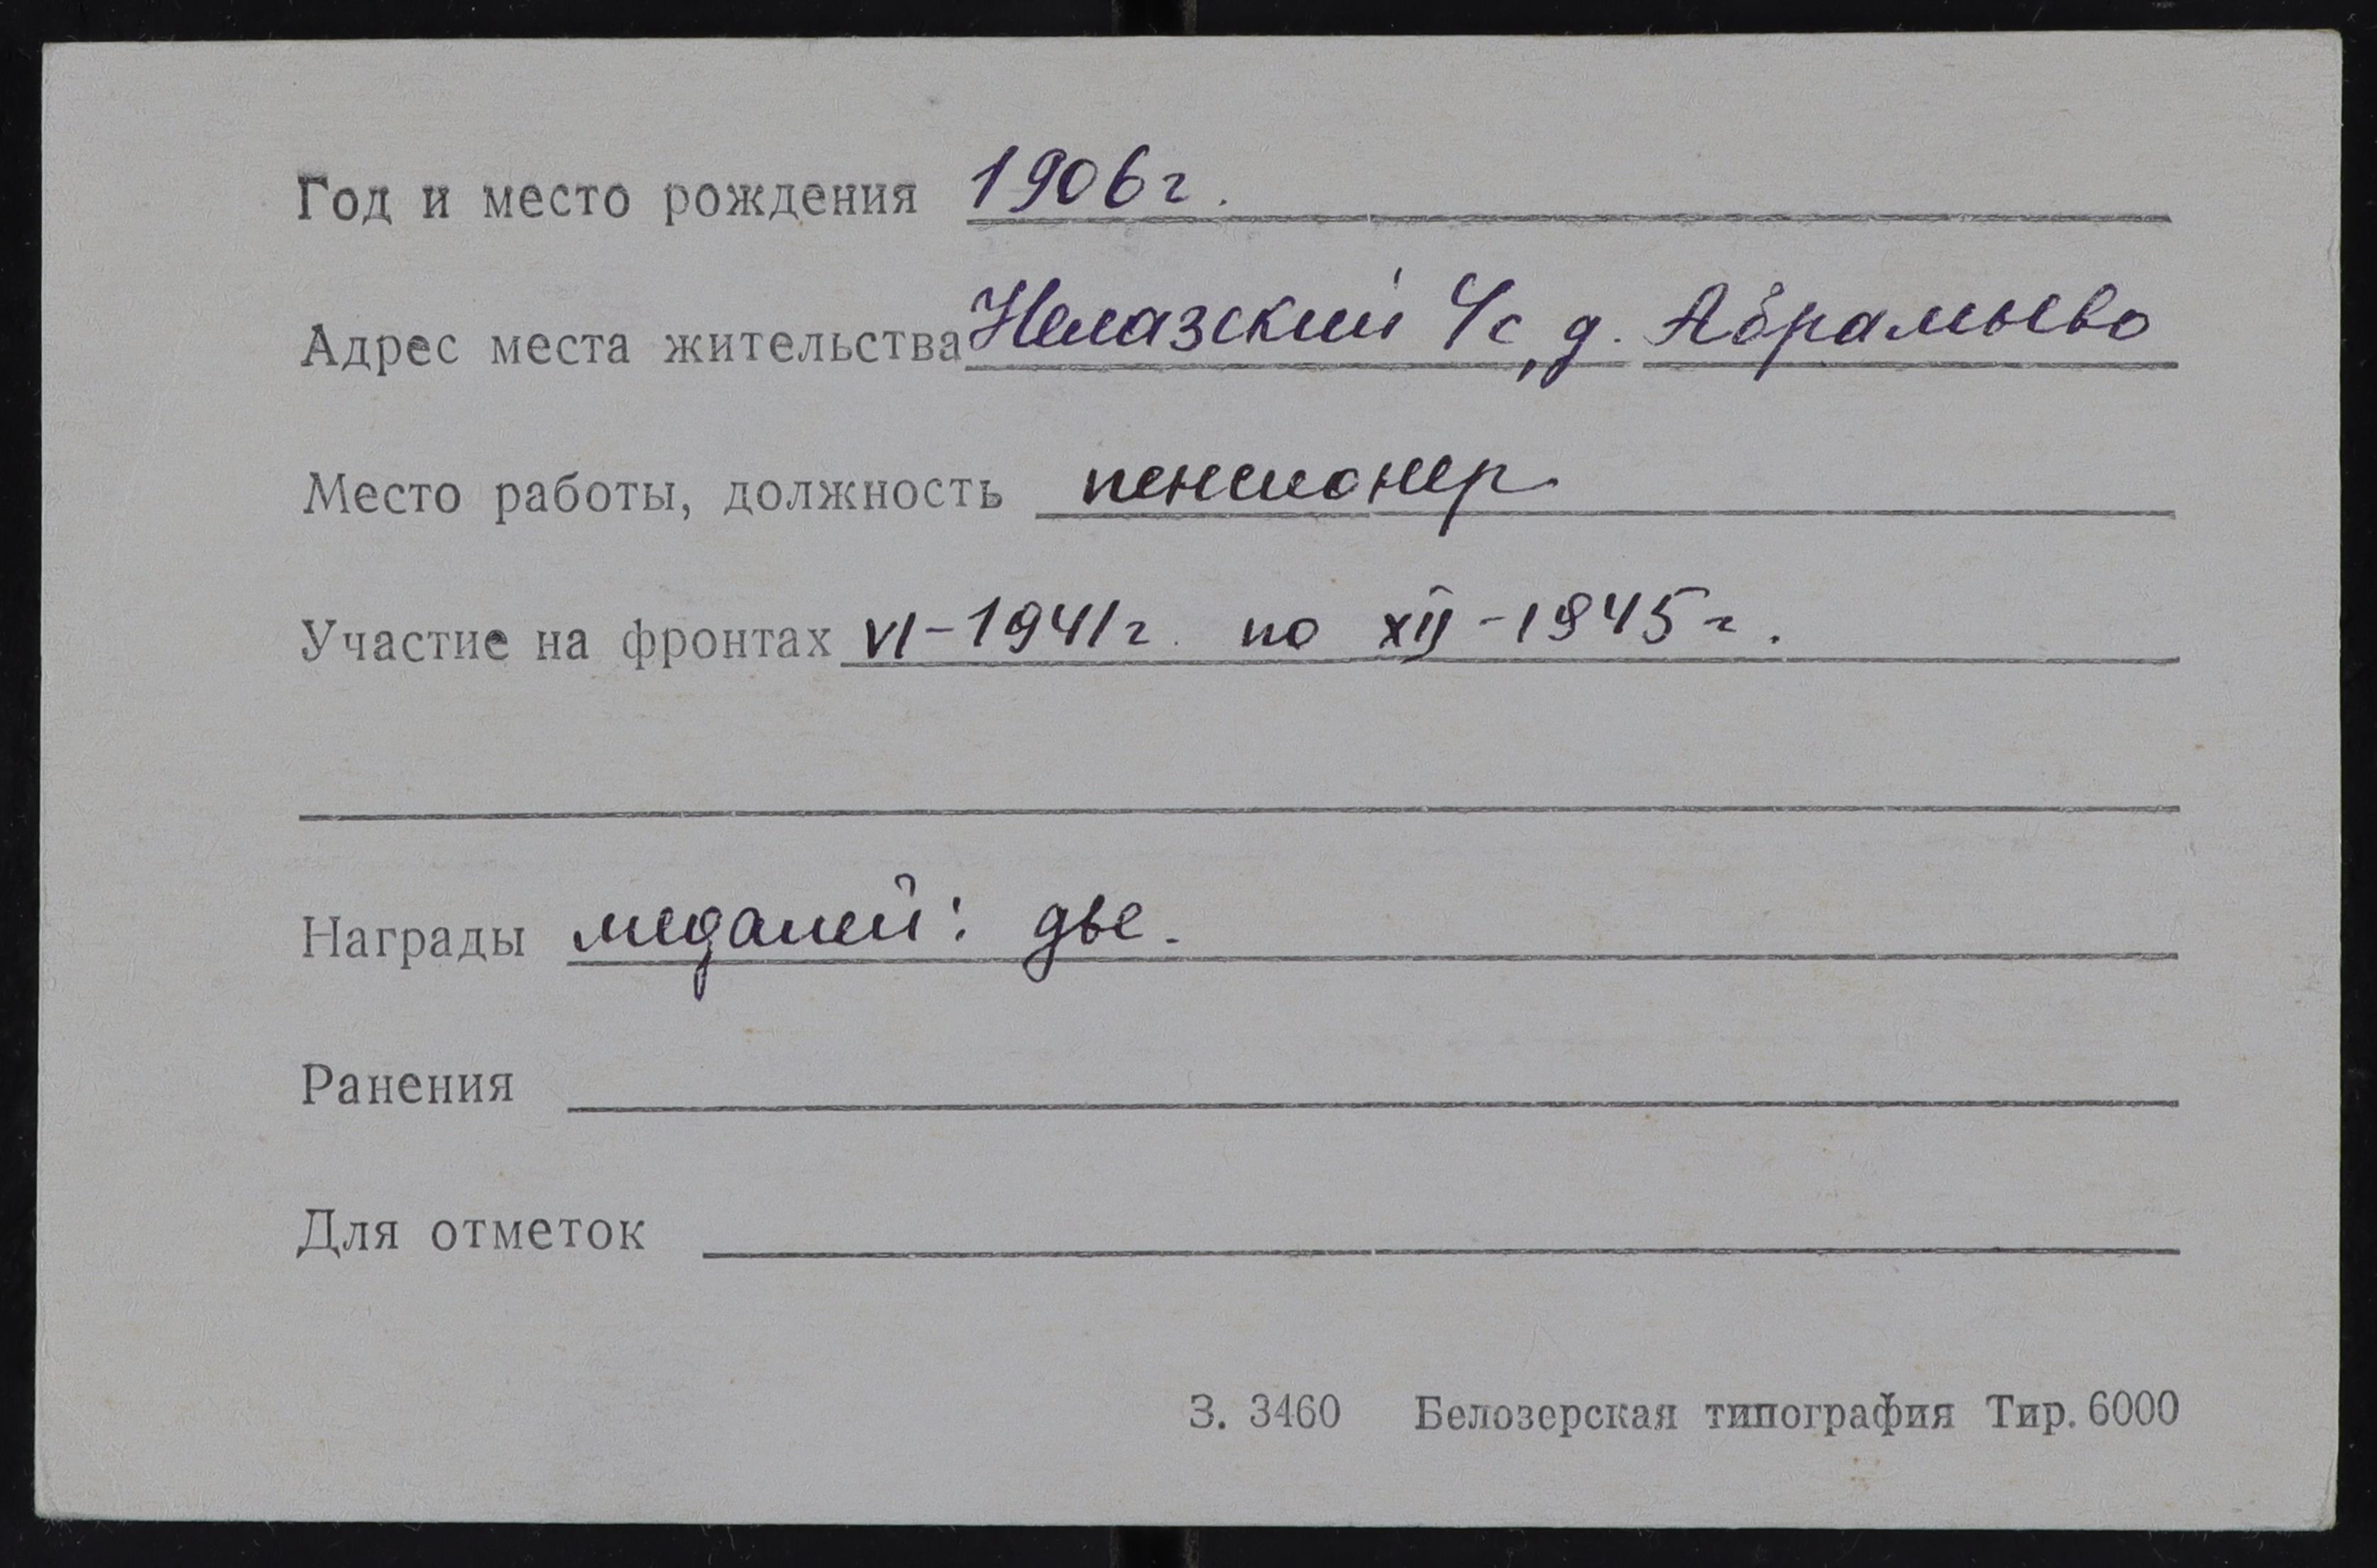 Год и место рождения 1906 г.
Адрес места жительства Нелазский с/с, д. Абрамьево
Место работы, должность пенсионер
Участие на фронтах VI-1941 г. по XII-1945 г.
Награды медалей: две.
Ранения
Для отметок
З. 3460 Белозерская типография Тир. 6000